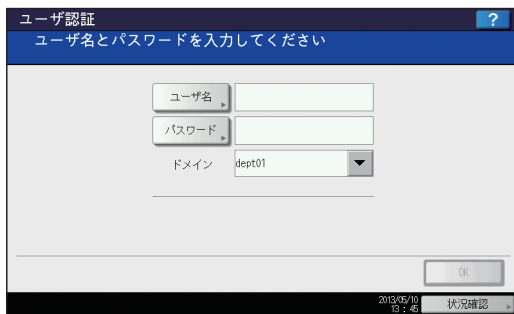 ユーザ認証
?
ユーザ名とパスワードを入力してください
ユーザ名
パスワード
ドメイン dept01
OK
2013/05/10
13 : 45
状況確認